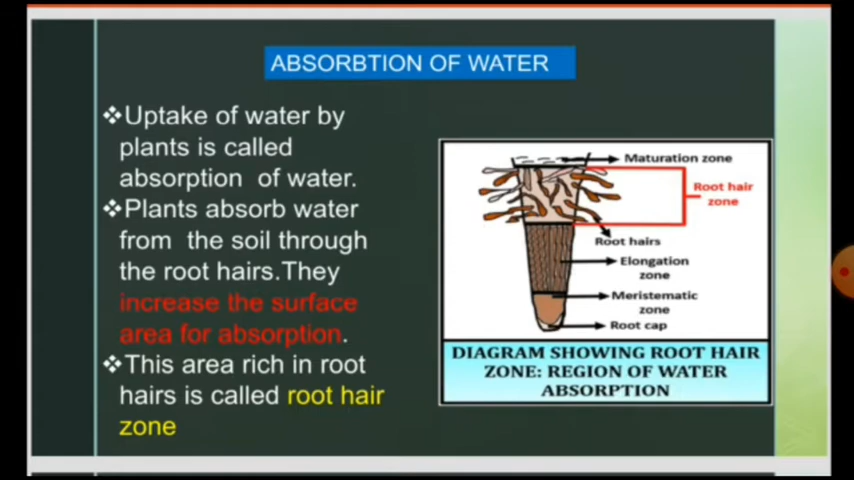 ABSORBTION OF WATER
❖Uptake of water by
plants is called
absorption of water.
❖Plants absorb water
from the soil through
the root hairs.They
increase the surface
area for absorption.
❖This area rich in root
hairs is called root hair
zone
Maturation zone
Root hair
zone
Root hairs
Elongation
zone
Meristematic
zone
Root cap
DIAGRAM SHOWING ROOT HAIR
ZONE: REGION OF WATER
ABSORPTION